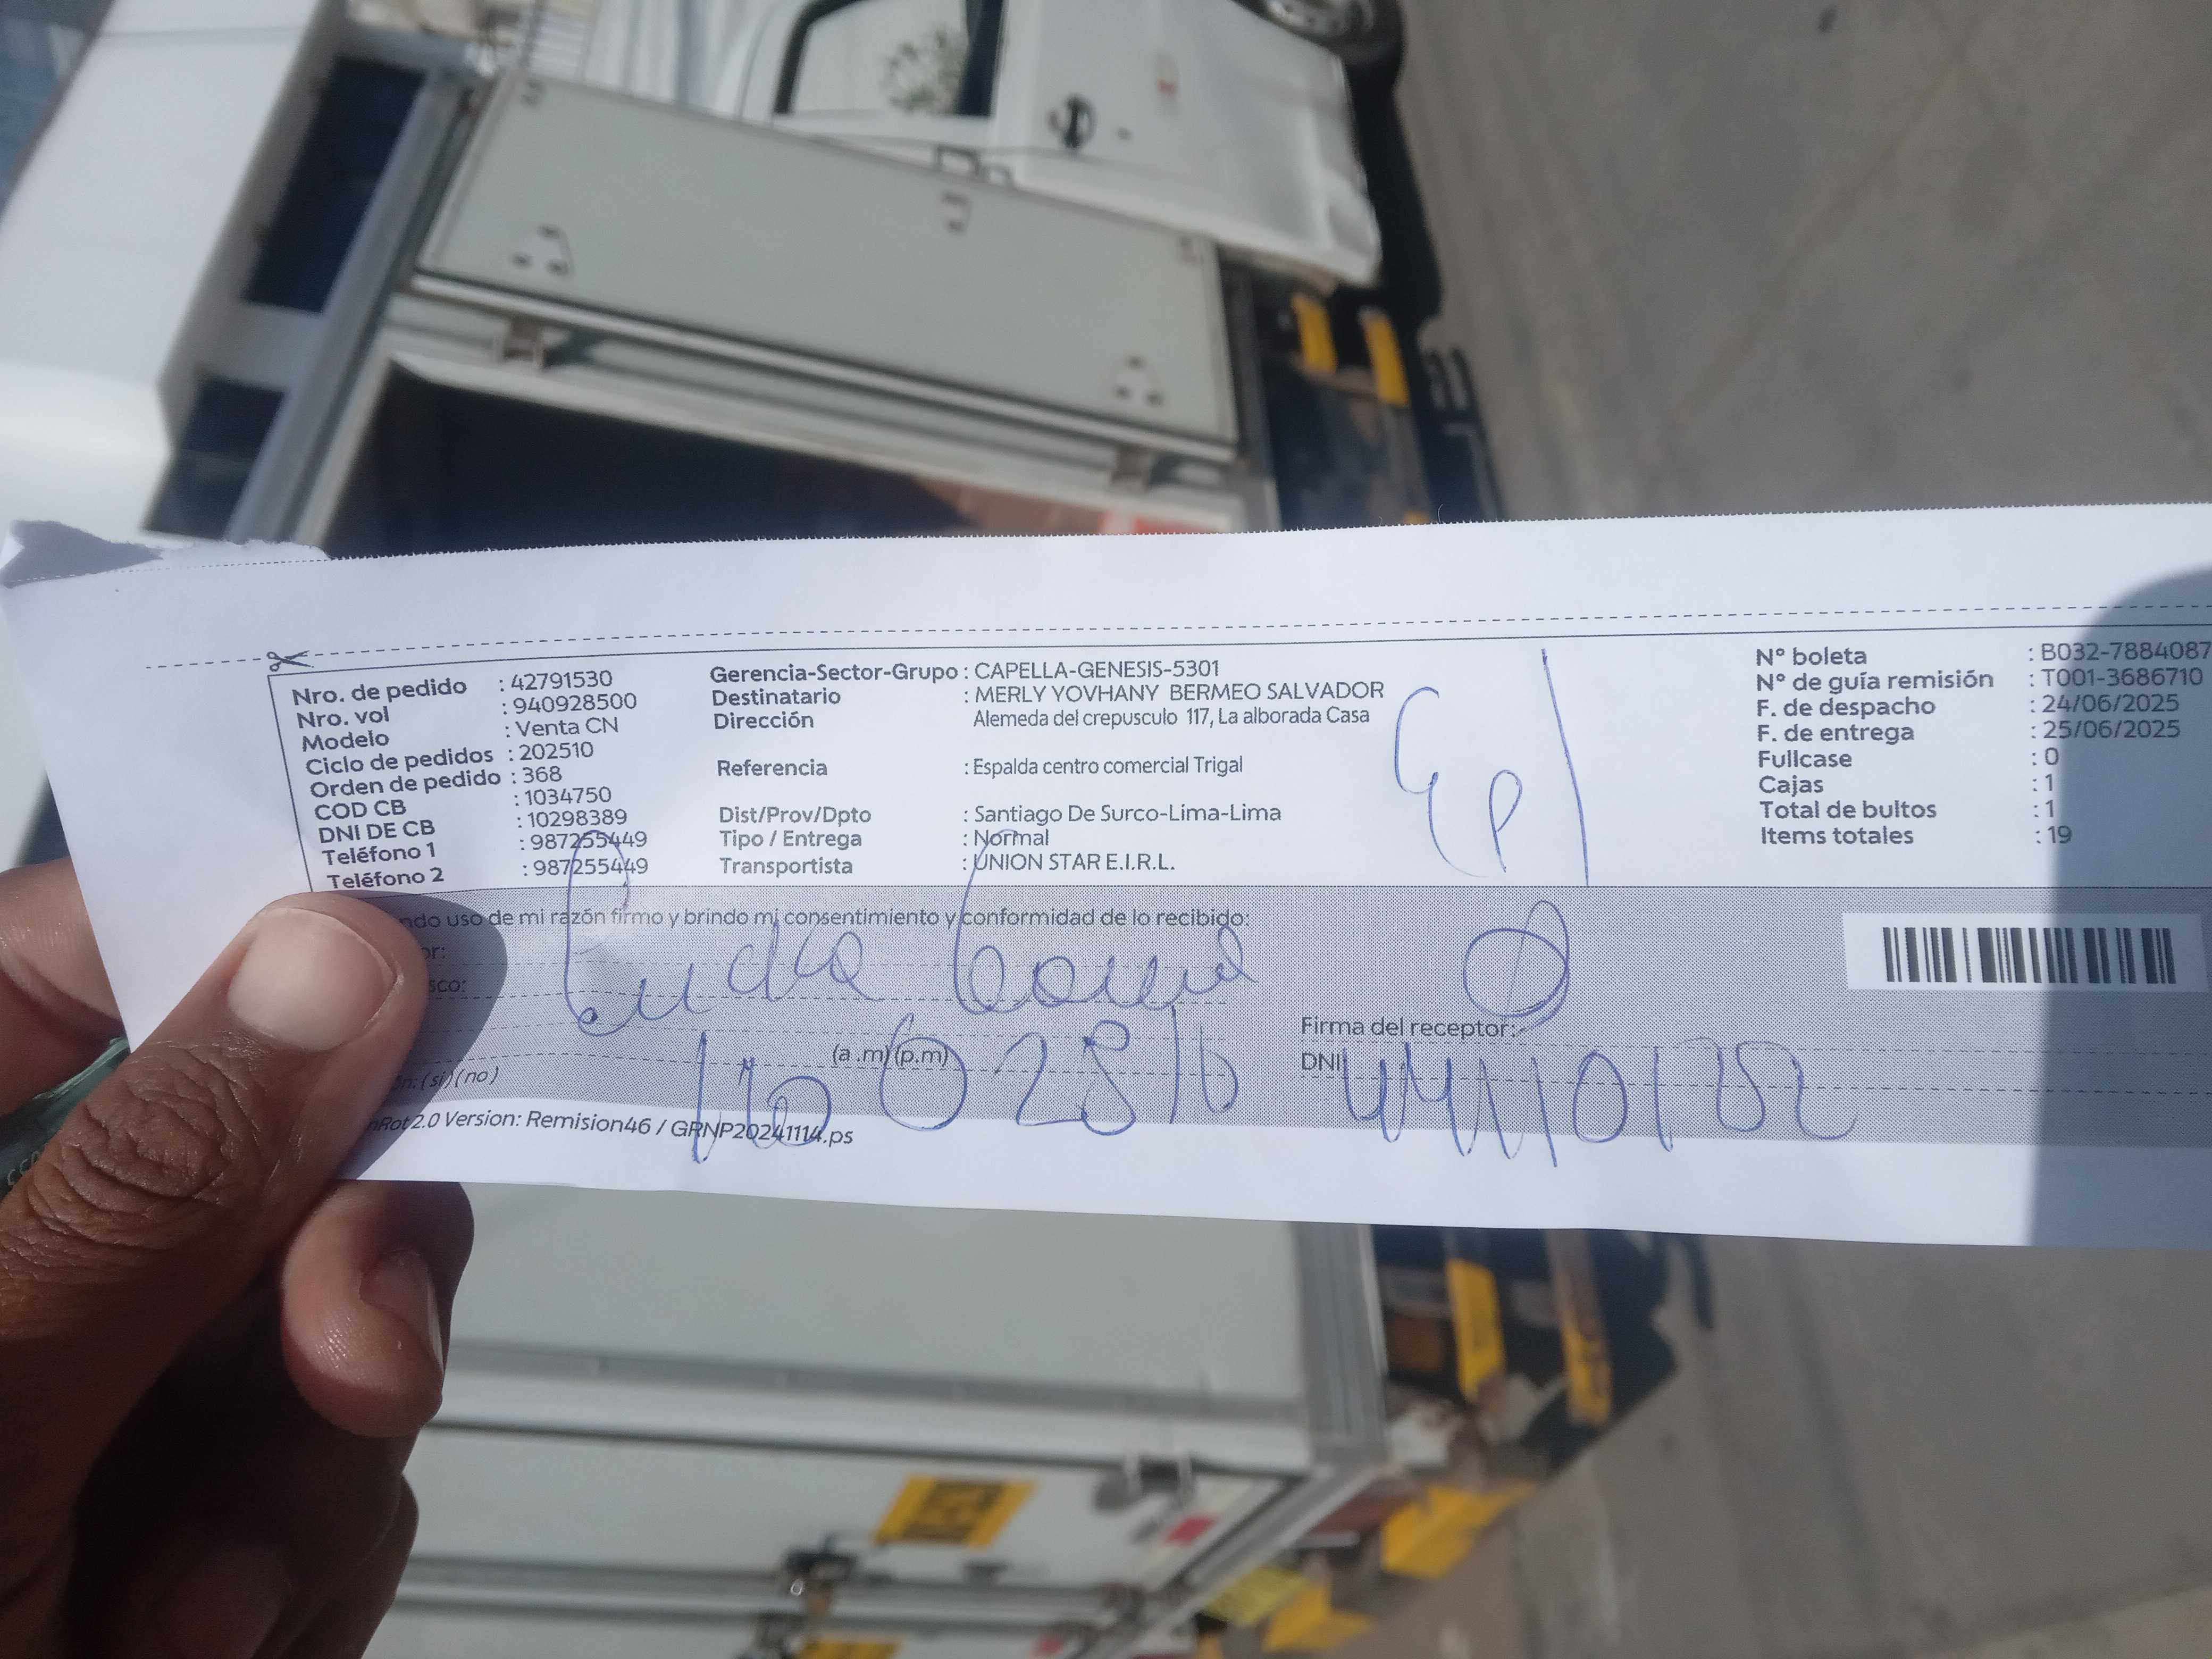 Nro. de pedido : 42791530
Nro. vol : 940928500
Modelo : Venta CN
Ciclo de pedidos : 202510
Orden de pedido : 368
COD CB : 1034750
DNI DE CB : 10298389
Teléfono 1 : 987255449
Teléfono 2 : 987255449
Gerencia-Sector-Grupo : CAPELLA-GENESIS-5301
Destinatario : MERLY YOVHANY BERMEO SALVADOR
Dirección Alemeda del crepusculo 117, La alborada Casa
Referencia : Espalda centro comercial Trigal
Dist/Prov/Dpto : Santiago De Surco-Lima-Lima
Tipo / Entrega : Normal
Transportista : UNION STAR E.I.R.L.
N° boleta : B032-7884087
N° de guía remisión : T001-3686710
F. de despacho : 24/06/2025
F. de entrega : 25/06/2025
Fullcase : 0
Cajas : 1
Total de bultos : 1
Items totales : 19
uso de mi razón firmo y brindo mi consentimiento y conformidad de lo recibido:
(a .m) (p.m)
(si) (no)
Firma del receptor:
DNI
2.0 Version: Remision46 / GRNP20241114.ps